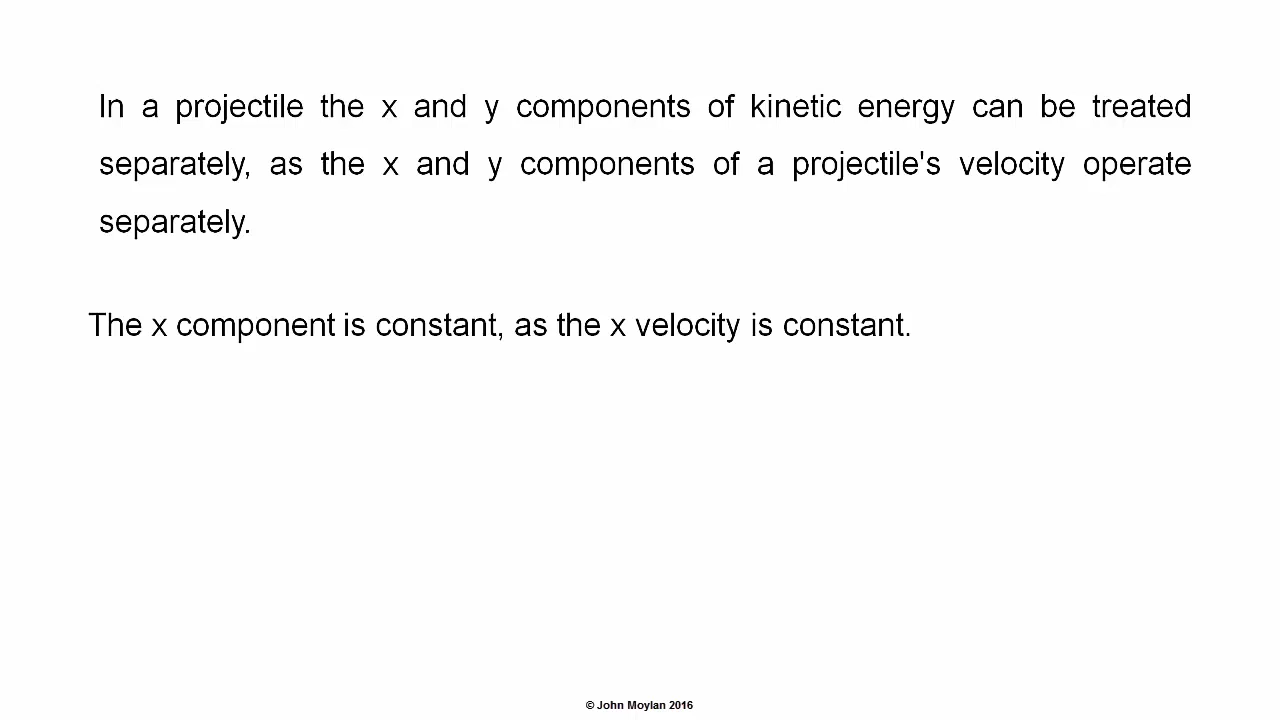 In a projectile the x and y components of kinetic energy can be treated
separately, as the x and y components of a projectile's velocity operate
separately.
The x component is constant, as the x velocity is constant.
© John Moylan 2016